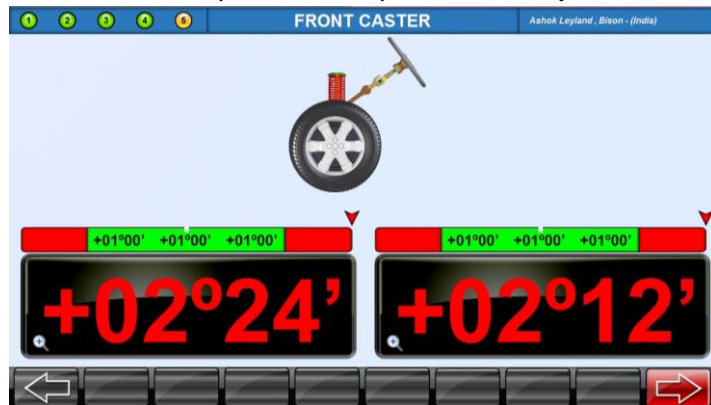 1 2 3 4 5 FRONT CASTER Ashok Leyland , Bison - (India)
+01º00' +01º00' +01º00' +01º00' +01º00' +01º00'
+02º24' +02º12'